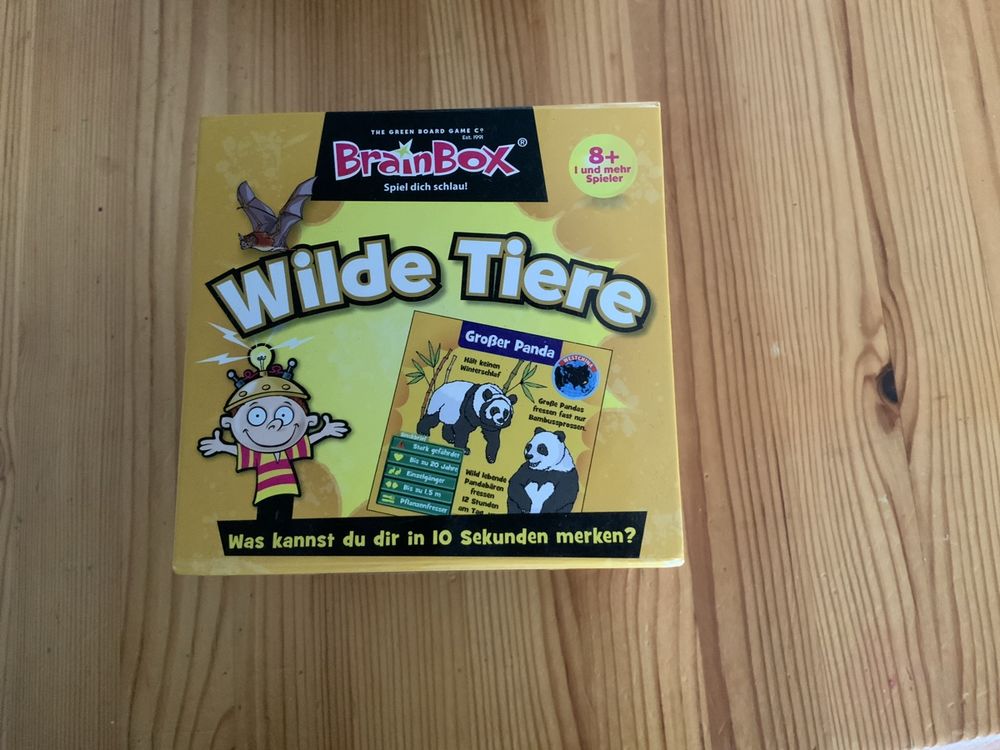 THE GREEN BOARD GAME Cº
Est. 1991
BrainBox®
Spiel dich schlau!
8+
1 und mehr
Spieler
Wilde Tiere
Großer Panda
WESTCHINA
Hält keinen
Winterschlaf
Große Pandas
fressen fast nur
Bambussprossen.
Steckbrief
Stark gefährdet
Bis zu 20 Jahre
Einzelgänger
Bis zu 1,5 m
Pflanzenfresser
Wild lebende
Pandabären
fressen
12 Stunden
am Tag
Was kannst du dir in 10 Sekunden merken?